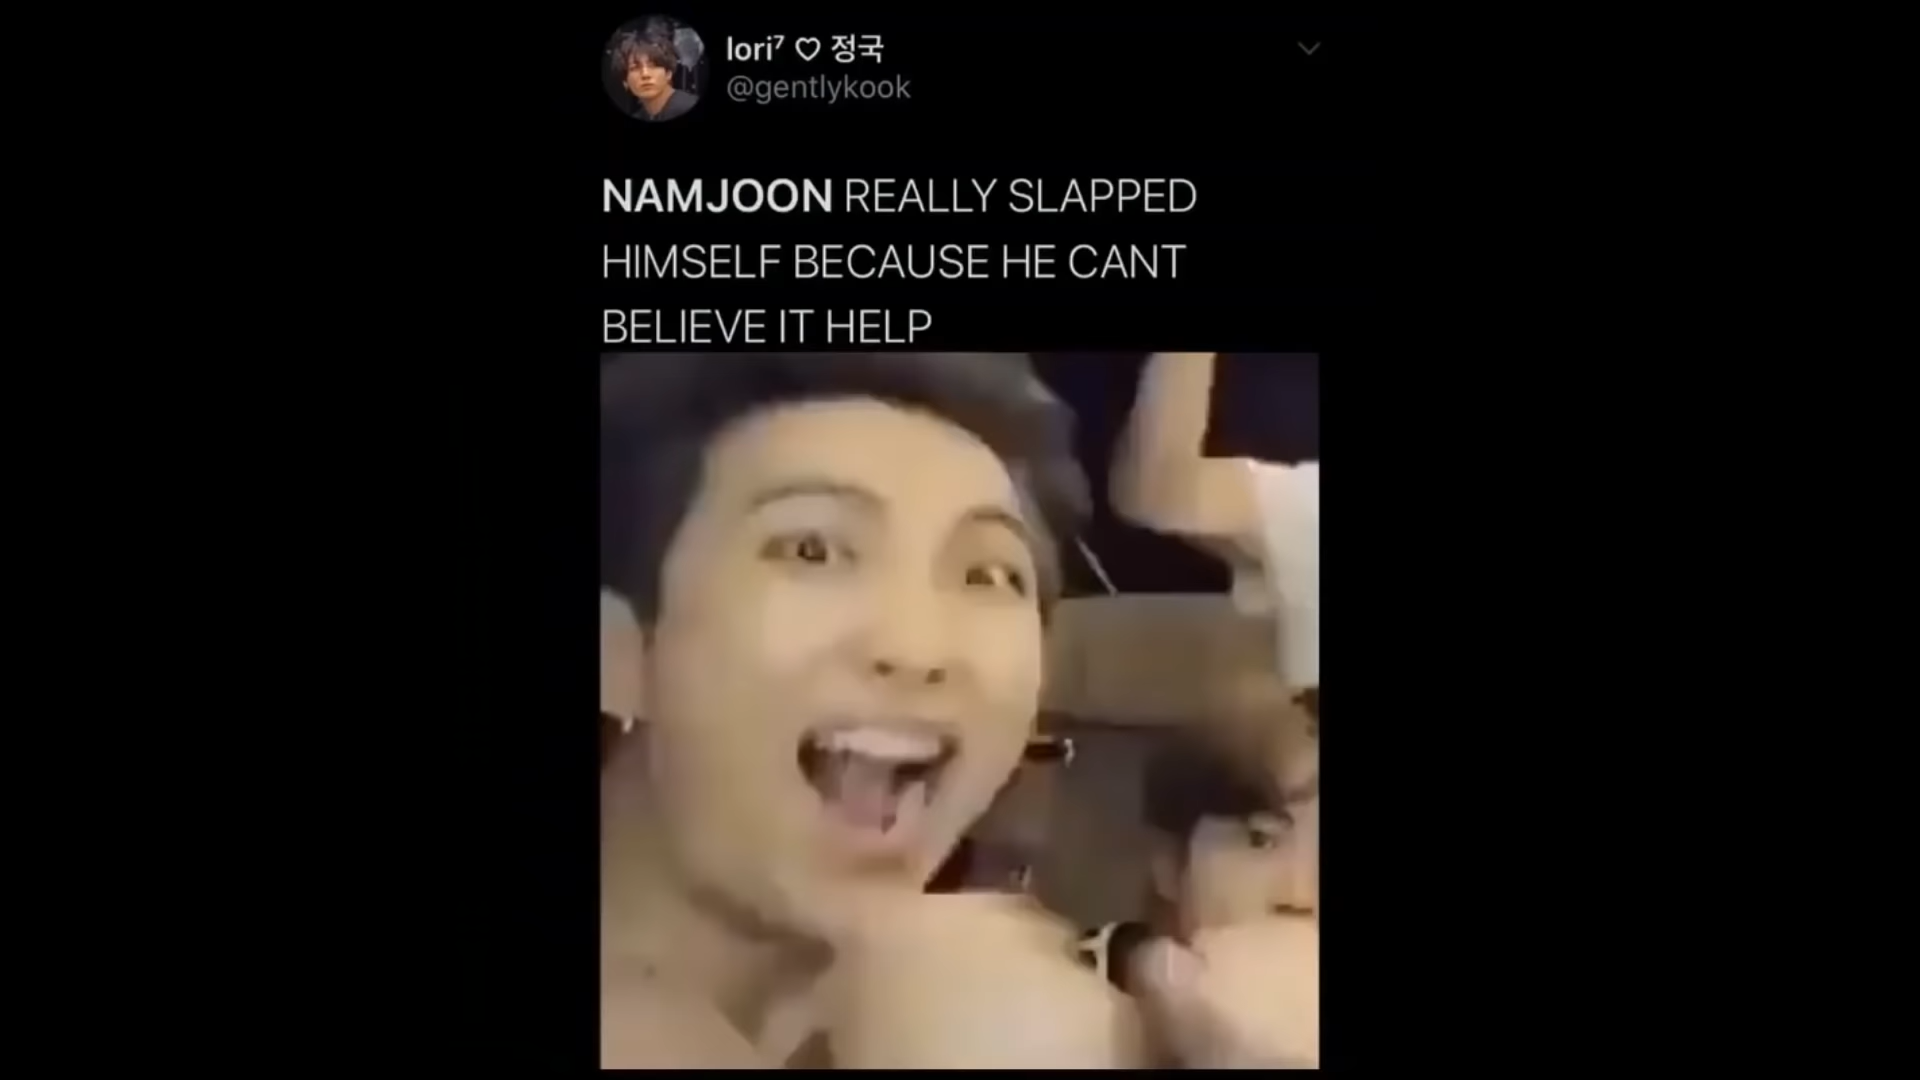 lori⁷ ♡ 정국
@gentlykook
NAMJOON REALLY SLAPPED
HIMSELF BECAUSE HE CANT
BELIEVE IT HELP